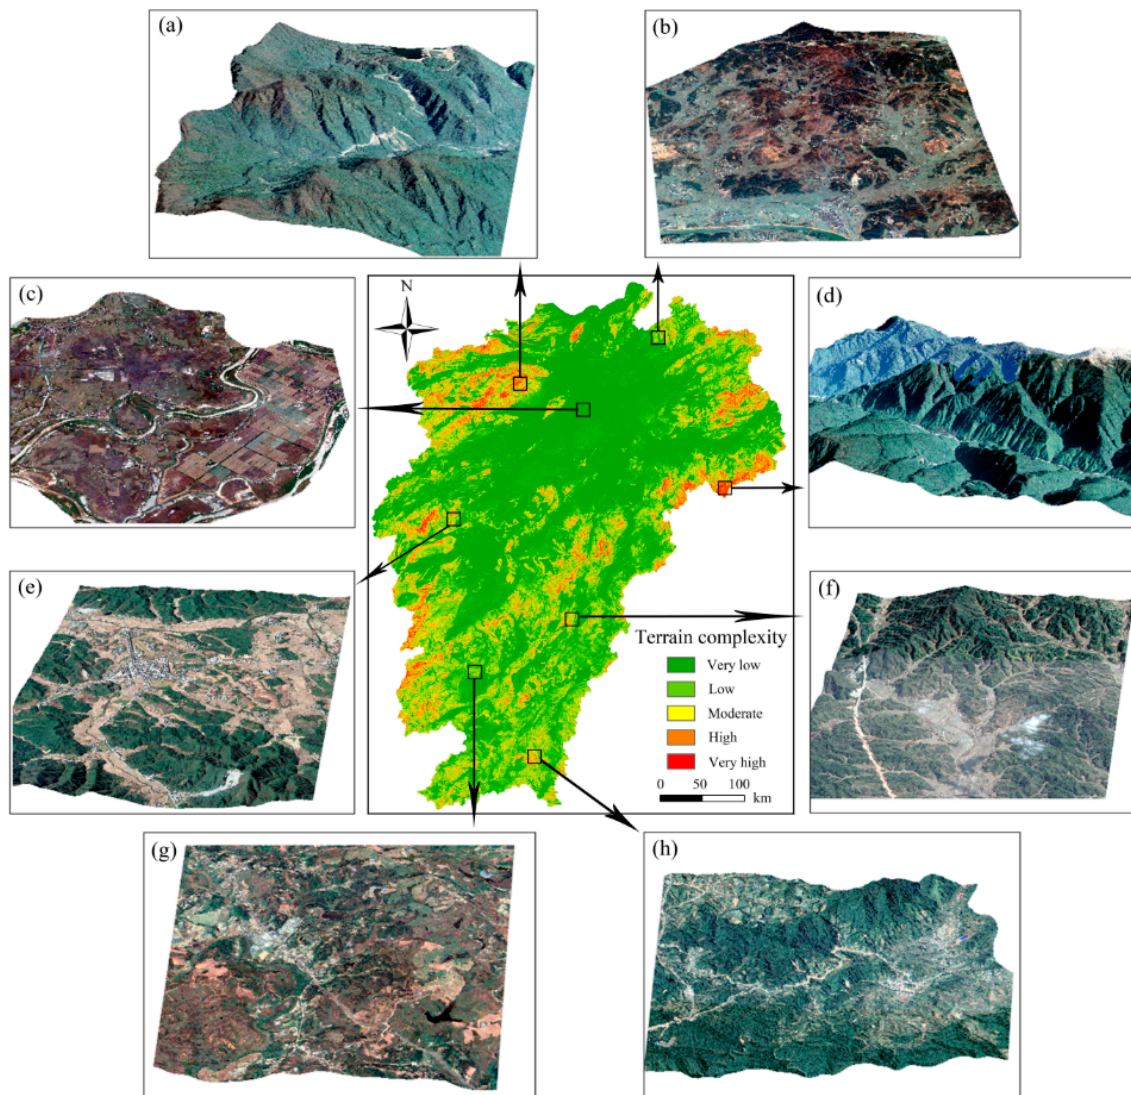 (a)
(b)
(c)
N
(d)
(e)
(f)
Terrain complexity
Very low
Low
Moderate
High
Very high
0 50 100
km
(g)
(h)